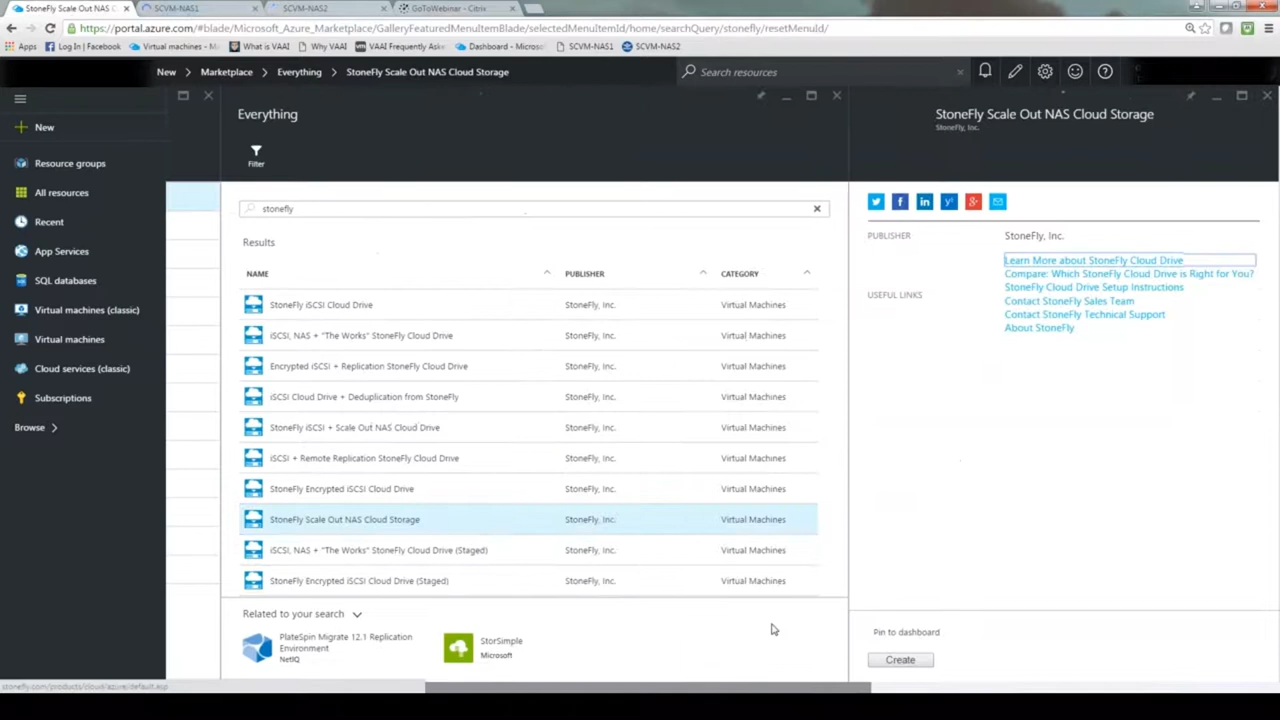 StoneFly Scale Out NAS C
SCVM-NAS1
SCVM-NAS2
GoToWebinar - Citrix
https://portal.azure.com/#blade/Microsoft_Azure_Marketplace/GalleryFeaturedMenuItemBlade/selectedMenuItemId/home/searchQuery/stonefly/resetMenuId/
Apps
Log In | Facebook
Virtual machines - Mi
What is VAAI
Why VAAI
VAAI Frequently Aske
Dashboard - Microso
SCVM-NAS1
SCVM-NAS2
New
Marketplace
Everything
StoneFly Scale Out NAS Cloud Storage
Search resources
New
Resource groups
All resources
Recent
App Services
SQL databases
Virtual machines (classic)
Virtual machines
Cloud services (classic)
Subscriptions
Browse
Everything
Filter
stonefly
Results
NAME PUBLISHER CATEGORY
StoneFly iSCSI Cloud Drive StoneFly, Inc. Virtual Machines
iSCSI, NAS + "The Works" StoneFly Cloud Drive StoneFly, Inc. Virtual Machines
Encrypted iSCSI + Replication StoneFly Cloud Drive StoneFly, Inc. Virtual Machines
iSCSI Cloud Drive + Deduplication from StoneFly StoneFly, Inc. Virtual Machines
StoneFly iSCSI + Scale Out NAS Cloud Drive StoneFly, Inc. Virtual Machines
iSCSI + Remote Replication StoneFly Cloud Drive StoneFly, Inc. Virtual Machines
StoneFly Encrypted iSCSI Cloud Drive StoneFly, Inc. Virtual Machines
StoneFly Scale Out NAS Cloud Storage StoneFly, Inc. Virtual Machines
iSCSI, NAS + "The Works" StoneFly Cloud Drive (Staged) StoneFly, Inc. Virtual Machines
StoneFly Encrypted iSCSI Cloud Drive (Staged) StoneFly, Inc. Virtual Machines
Related to your search
PlateSpin Migrate 12.1 Replication
Environment
NetIQ
StorSimple
Microsoft
StoneFly Scale Out NAS Cloud Storage
StoneFly, Inc.
PUBLISHER StoneFly, Inc.
Learn More about StoneFly Cloud Drive
Compare: Which StoneFly Cloud Drive is Right for You?
StoneFly Cloud Drive Setup Instructions
USEFUL LINKS
Contact StoneFly Sales Team
Contact StoneFly Technical Support
About StoneFly
Pin to dashboard
Create
stonefly.com/products/cloud/azure/default.asp